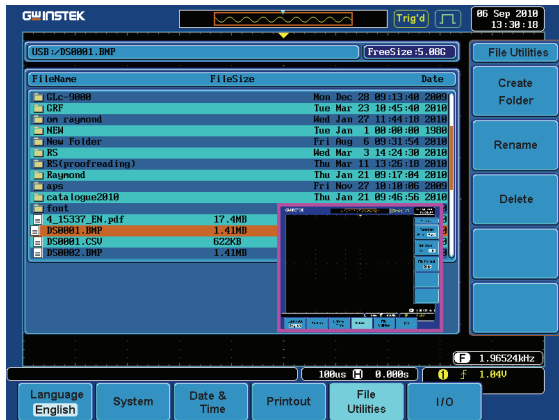 GWINSTEK
Trig'd
06 Sep 2010
13:30:18
USB:/DS0001.BMP
FreeSize:5.08G
File Utilities
FileName FileSize Date
GLc-9000 Mon Dec 28 09:13:40 2009
GRF Tue Mar 23 10:45:40 2010
om raymond Wed Jan 27 11:44:18 2010
NEW Tue Jan 1 00:00:00 1980
New Folder Fri Aug 6 09:31:54 2010
RS Wed Mar 3 14:24:30 2010
RS(proofreading) Thu Mar 11 13:26:18 2010
Raymond Thu Jan 21 09:17:04 2010
aps Fri Nov 27 10:10:06 2009
catalogue2010 Thu Jan 21 09:46:56 2010
font
4_15337_EN.pdf 17.4MB
DS0001.BMP 1.41MB
DS0001.CSV 622KB
DS0002.BMP 1.41MB
Create
Folder
Rename
Delete
F 1.96524kHz
100us H 0.000s
1 1.04V
Language
English
System
Date &
Time
Printout
File
Utilities
I/O